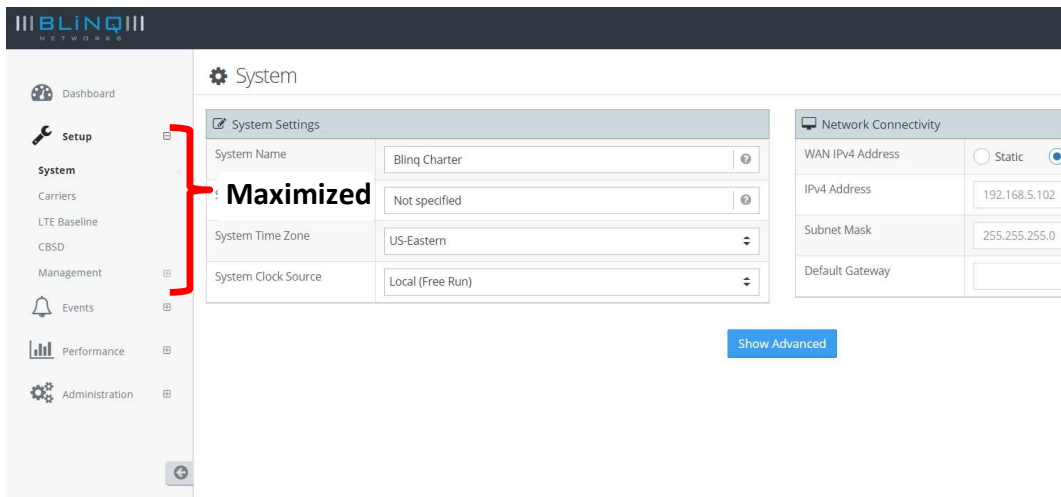 BLiNQ
NETWORKS
System
Dashboard
Setup
System
Carriers
LTE Baseline
CBSD
Management
Events
Performance
Administration
Maximized
System Settings
System Name
Blinq Charter
Not specified
System Time Zone
US-Eastern
System Clock Source
Local (Free Run)
Network Connectivity
WAN IPv4 Address
Static
IPv4 Address
192.168.5.102
Subnet Mask
255.255.255.0
Default Gateway
Show Advanced